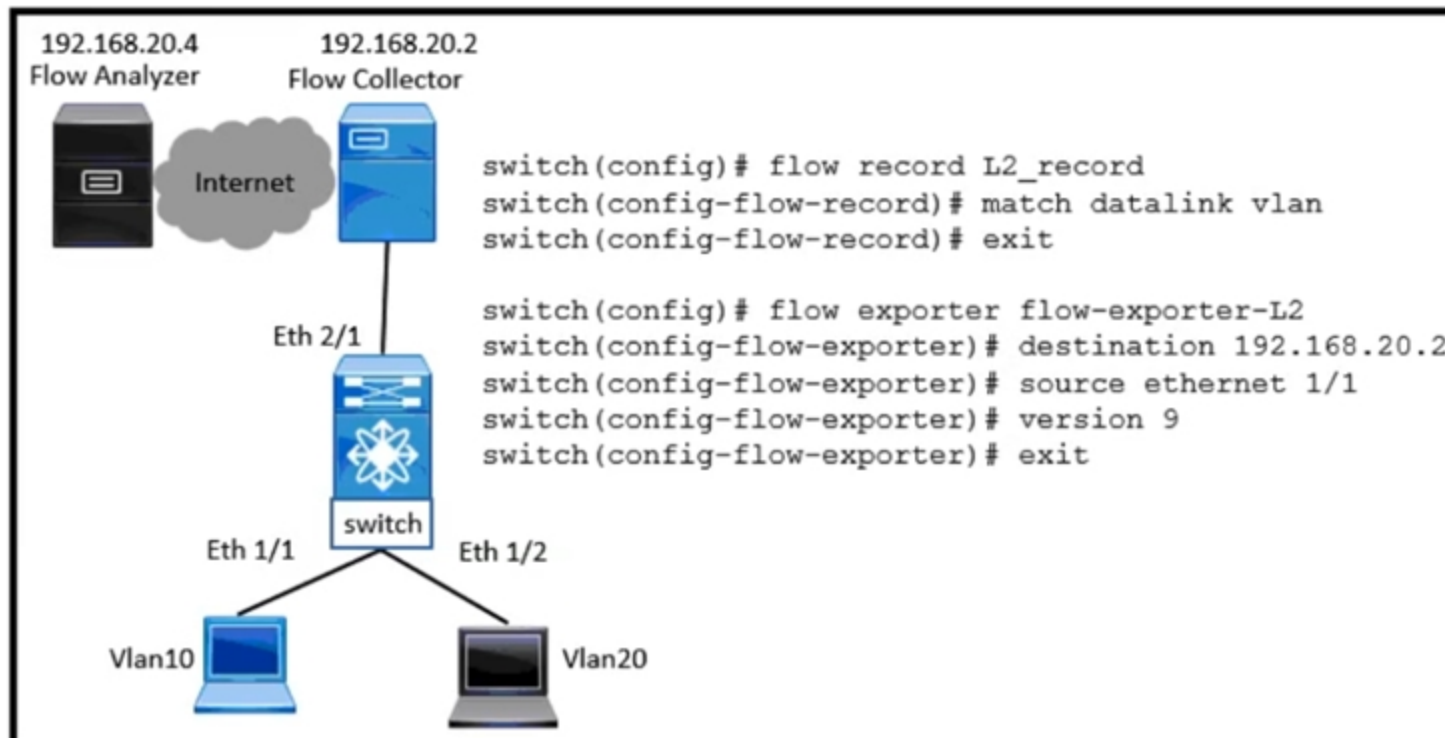 192.168.20.4
Flow Analyzer
192.168.20.2
Flow Collector
Internet
switch(config)# flow record L2_record
switch(config-flow-record)# match datalink vlan
switch(config-flow-record)# exit
switch(config)# flow exporter flow-exporter-L2
switch(config-flow-exporter)# destination 192.168.20.2
switch(config-flow-exporter)# source ethernet 1/1
switch(config-flow-exporter)# version 9
switch(config-flow-exporter)# exit
Eth 2/1
switch
Eth 1/1
Eth 1/2
Vlan10
Vlan20